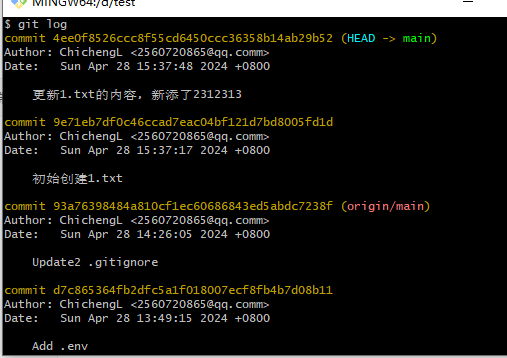 MINGW64:/d/test
$ git log
commit 4ee0f8526ccc8f55cd6450ccc36358b14ab29b52 (HEAD -> main)
Author: ChichengL <2560720865@qq.comm>
Date:   Sun Apr 28 15:37:48 2024 +0800
更新1.txt的内容, 新添了2312313
commit 9e71eb7df0c46ccad7eac04bf121d7bd8005fd1d
Author: ChichengL <2560720865@qq.comm>
Date:   Sun Apr 28 15:37:17 2024 +0800
初始创建1.txt
commit 93a76398484a810cf1ec60686843ed5abdc7238f (origin/main)
Author: ChichengL <2560720865@qq.comm>
Date:   Sun Apr 28 14:26:05 2024 +0800
Update2 .gitignore
commit d7c865364fb2dfc5a1f018007ecf8fb4b7d08b11
Author: ChichengL <2560720865@qq.comm>
Date:   Sun Apr 28 13:49:15 2024 +0800
Add .env